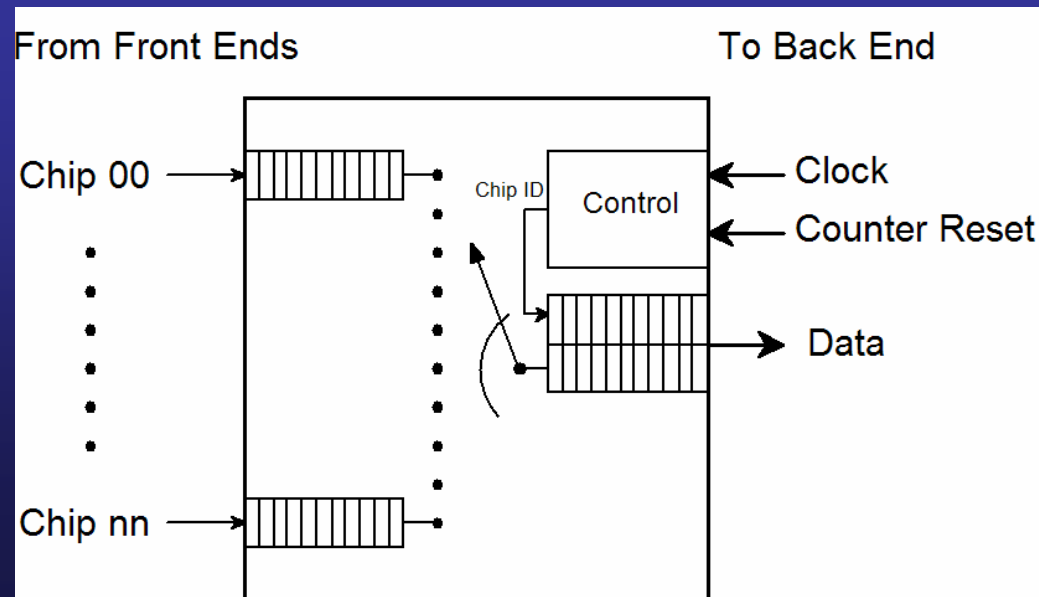 From Front Ends
To Back End
Chip 00
Chip ID
Control
Clock
Counter Reset
Data
Chip nn